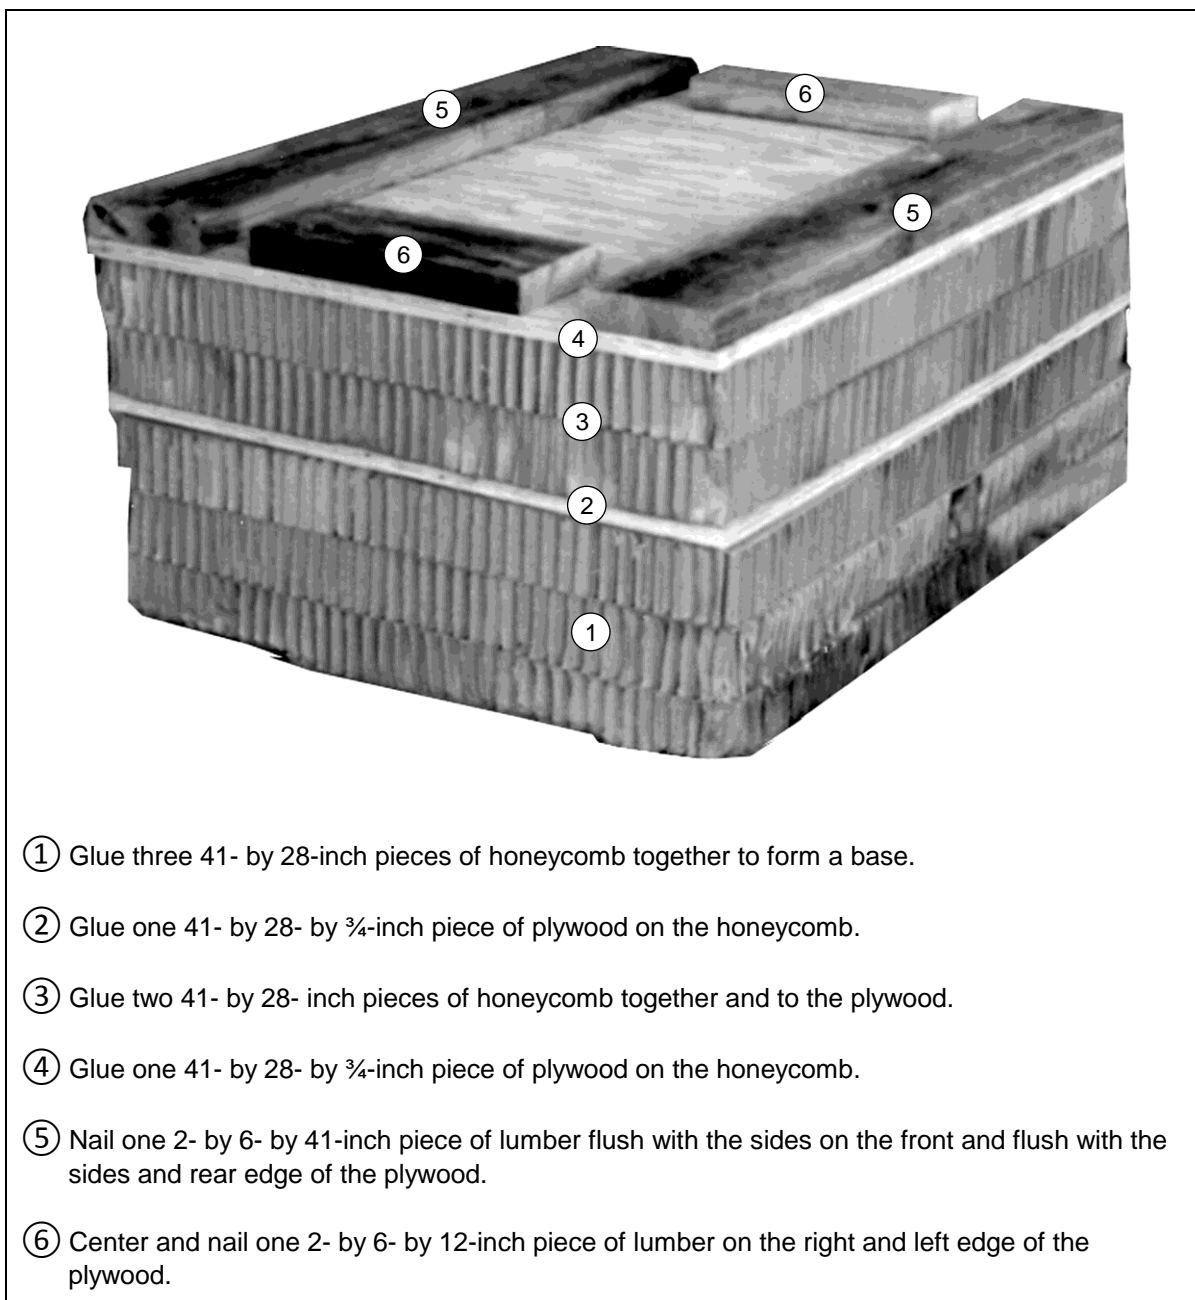 5
6
5
6
4
3
2
1
① Glue three 41- by 28-inch pieces of honeycomb together to form a base.
② Glue one 41- by 28- by ¾-inch piece of plywood on the honeycomb.
③ Glue two 41- by 28- inch pieces of honeycomb together and to the plywood.
④ Glue one 41- by 28- by ¾-inch piece of plywood on the honeycomb.
⑤ Nail one 2- by 6- by 41-inch piece of lumber flush with the sides on the front and flush with the
sides and rear edge of the plywood.
⑥ Center and nail one 2- by 6- by 12-inch piece of lumber on the right and left edge of the
plywood.